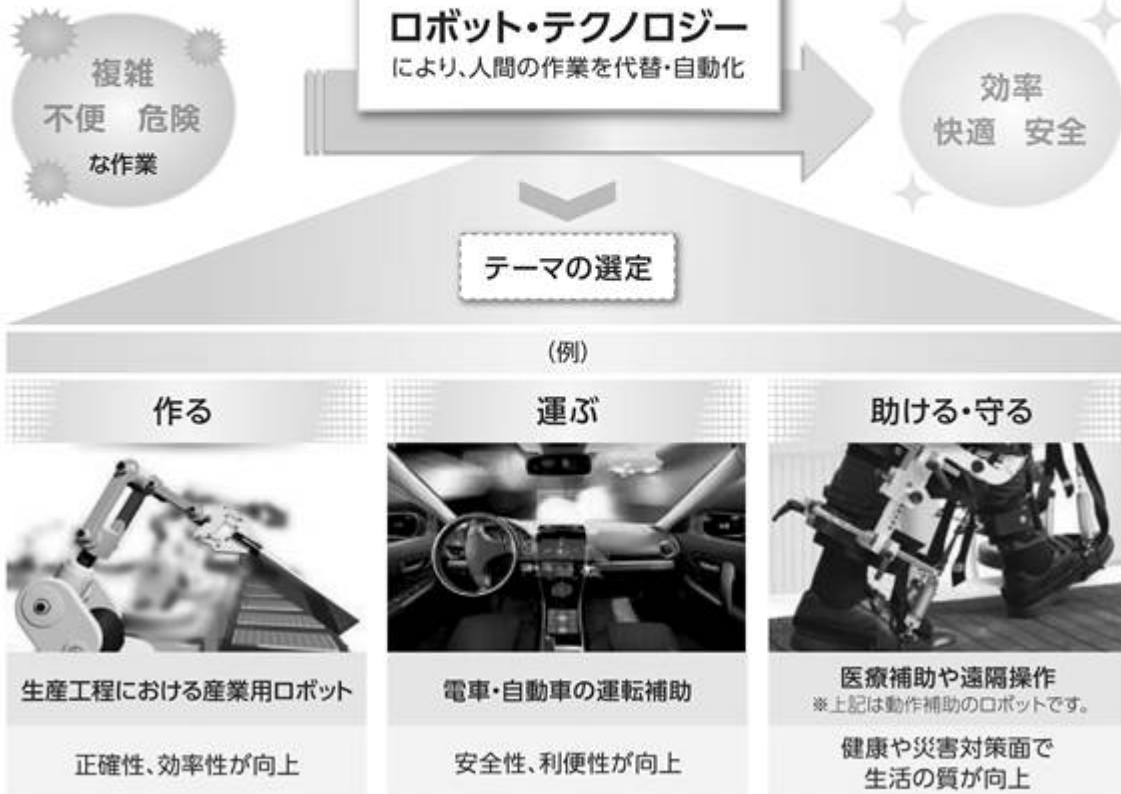 ロボット・テクノロジー
により、人間の作業を代替・自動化
複雑
不便 危険
な作業
効率
快適 安全
テーマの選定
(例)
作る
運ぶ
助ける・守る
生産工程における産業用ロボット
電車・自動車の運転補助
医療補助や遠隔操作
※上記は動作補助のロボットです。
正確性、効率性が向上
安全性、利便性が向上
健康や災害対策面で
生活の質が向上